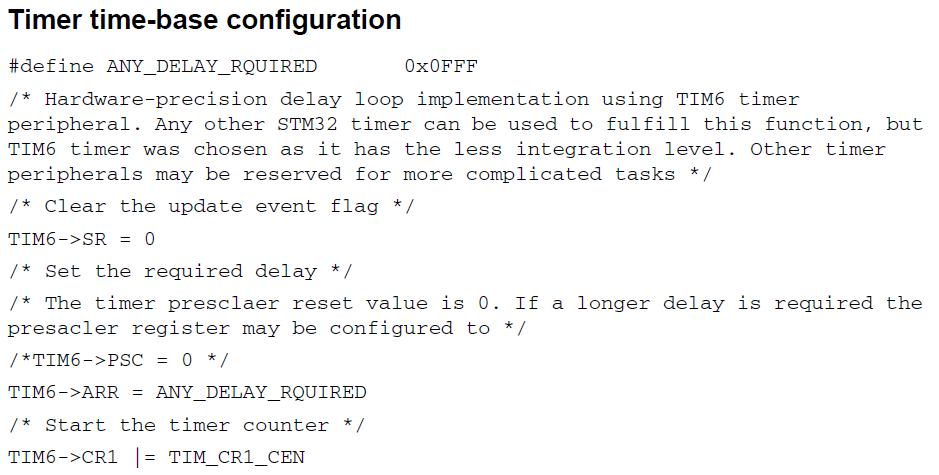 Timer time-base configuration
#define ANY_DELAY_RQUIRED 0x0FFF
/* Hardware-precision delay loop implementation using TIM6 timer
peripheral. Any other STM32 timer can be used to fulfill this function, but
TIM6 timer was chosen as it has the less integration level. Other timer
peripherals may be reserved for more complicated tasks */
/* Clear the update event flag */
TIM6->SR = 0
/* Set the required delay */
/* The timer presclaer reset value is 0. If a longer delay is required the
presacler register may be configured to */
/*TIM6->PSC = 0 */
TIM6->ARR = ANY_DELAY_RQUIRED
/* Start the timer counter */
TIM6->CR1 |= TIM_CR1_CEN